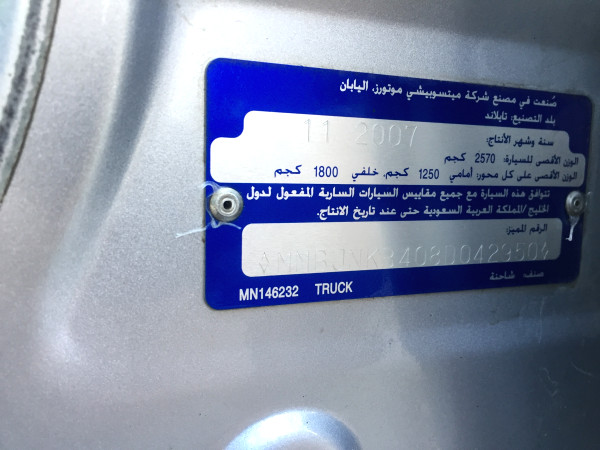 صُنعت في مصنع شركة ميتسوبيشي موتورز، اليابان
بلد التصنيع: تايلاند
سنة وشهر الأنتاج:
11 2007
الوزن الأقصى للسيارة: 2570 كجم
الوزن الأقصى على كل محور: أمامي 1250 كجم، خلفي 1800 كجم
تتوافق هذه السيارة مع جميع مقاييس السيارات السارية المفعول لدول
الخليج/المملكة العربية السعودية حتى عند تاريخ الانتاج.
الرقم المميز:
صنف: شاحنة
MN146232 TRUCK